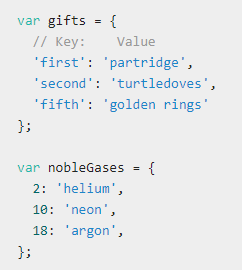 var gifts = {
  // Key:    Value
  'first': 'partridge',
  'second': 'turtledoves',
  'fifth': 'golden rings'
};

var nobleGases = {
  2: 'helium',
  10: 'neon',
  18: 'argon',
};